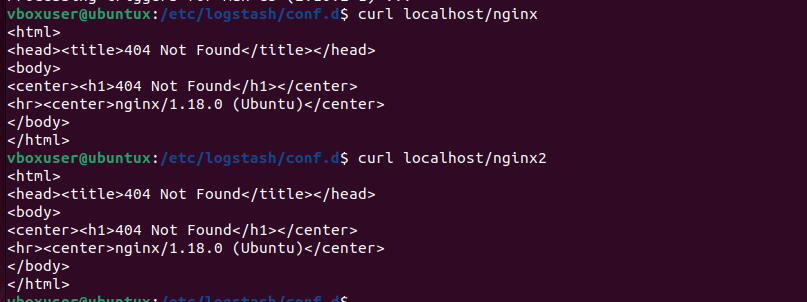 vboxuser@ubuntux:/etc/logstash/conf.d$ curl localhost/nginx
<html>
<head><title>404 Not Found</title></head>
<body>
<center><h1>404 Not Found</h1></center>
<hr><center>nginx/1.18.0 (Ubuntu)</center>
</body>
</html>
vboxuser@ubuntux:/etc/logstash/conf.d$ curl localhost/nginx2
<html>
<head><title>404 Not Found</title></head>
<body>
<center><h1>404 Not Found</h1></center>
<hr><center>nginx/1.18.0 (Ubuntu)</center>
</body>
</html>
vboxuser@ubuntux:/etc/logstash/conf.d$